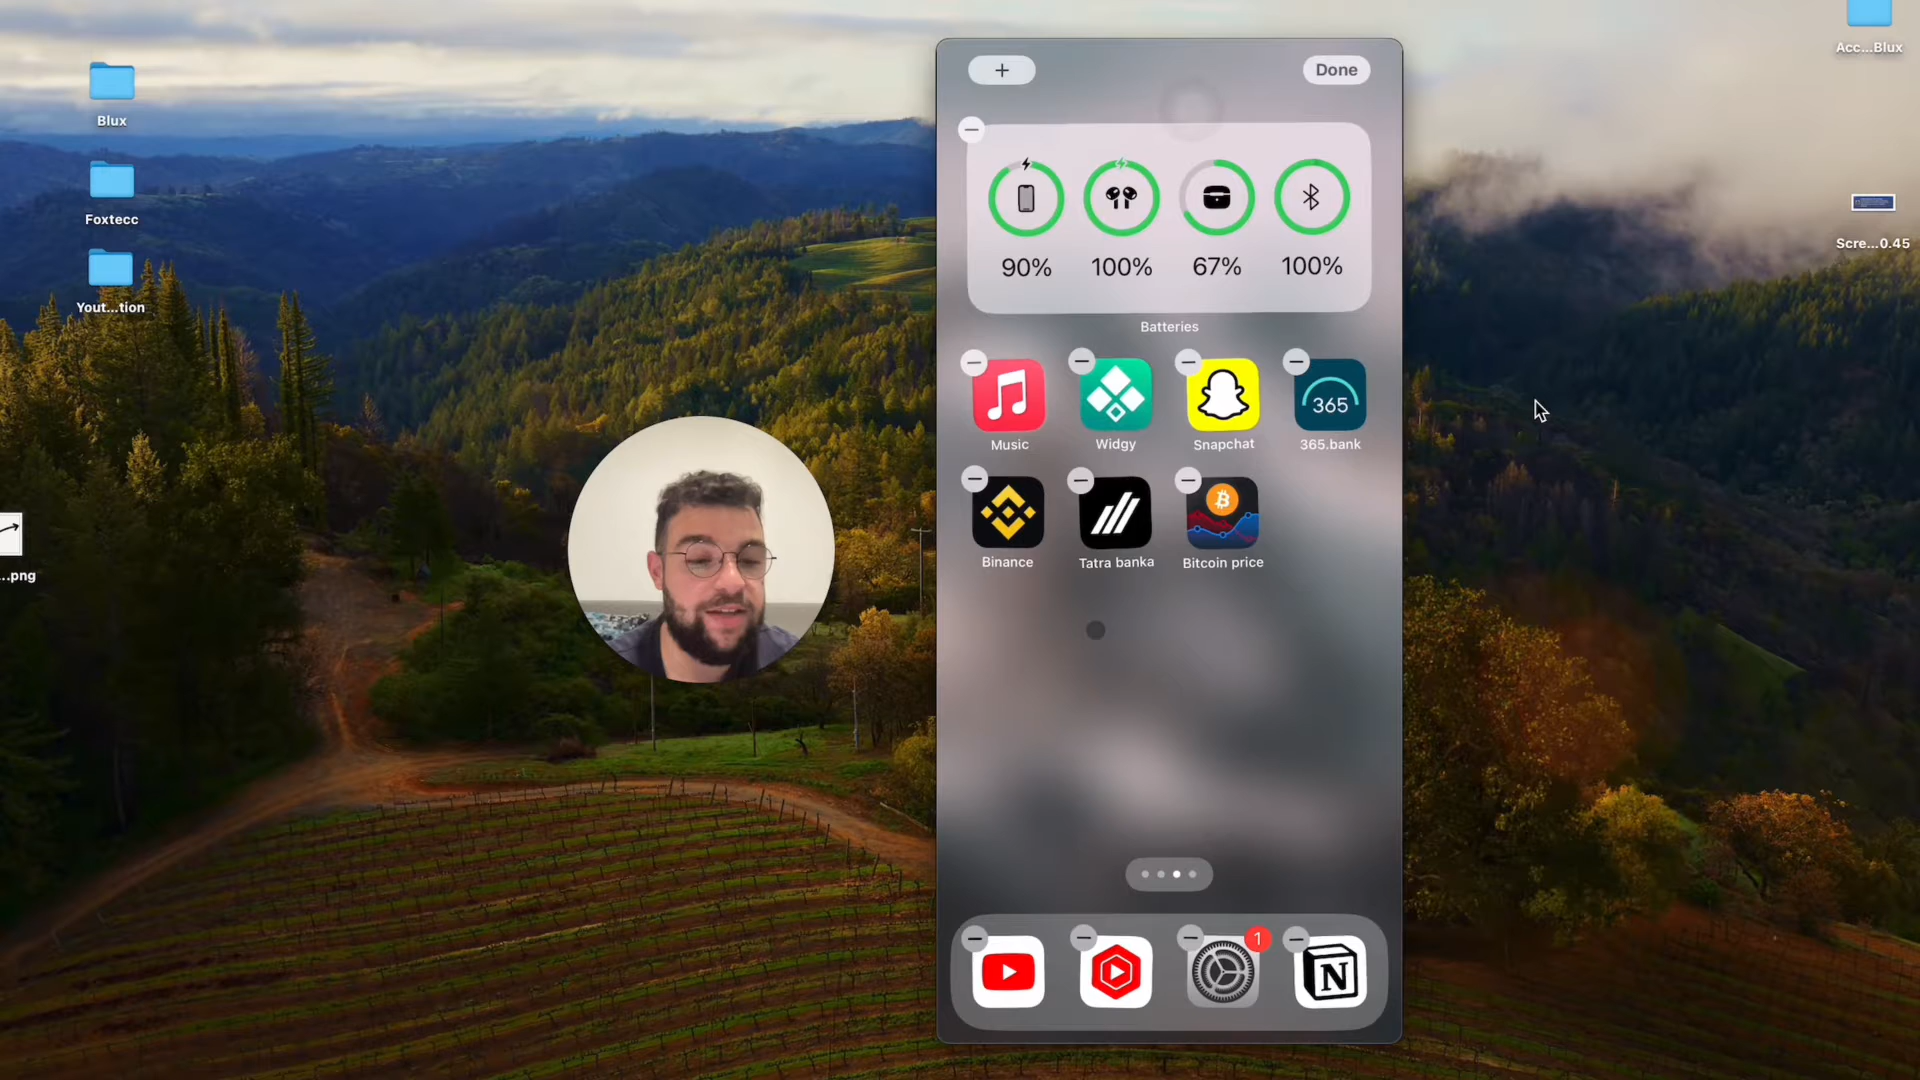 Blux
Foxtecc
Yout...tion
...png
+
Done
90%
100%
67%
100%
Batteries
Music
Widgy
Snapchat
365
365.bank
Binance
Tatra banka
Bitcoin price
1
N
Acc...Blux
Scre...0.45